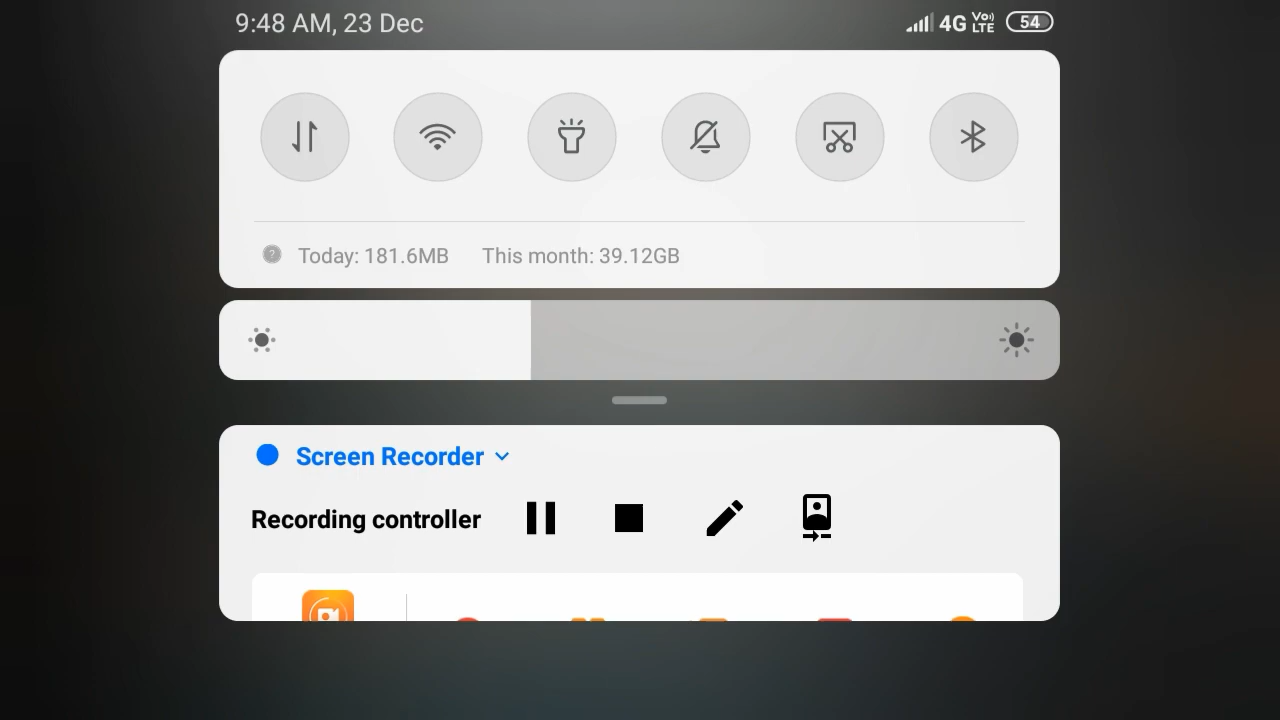 9:48 AM, 23 Dec 4G Vo)) LTE 54
? Today: 181.6MB This month: 39.12GB
Screen Recorder
Recording controller